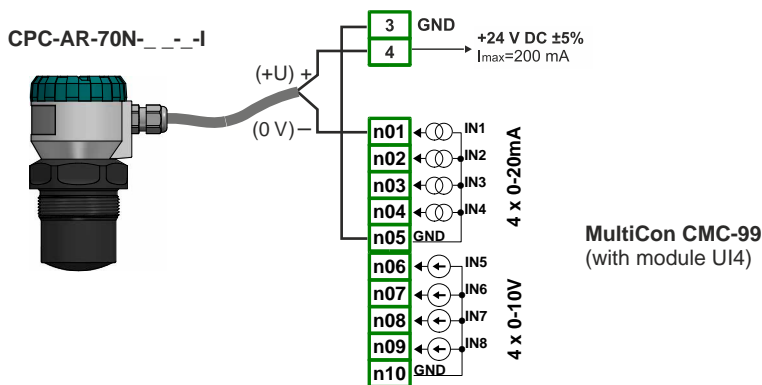 CPC-AR-70N-_ _-_-I
3 GND
4
+24 V DC ±5%
Imax=200 mA
(+U) +
(0 V) –
n01 IN1
n02 IN2
n03 IN3
n04 IN4
n05 GND
4 x 0-20mA
n06 IN5
n07 IN6
n08 IN7
n09 IN8
n10 GND
4 x 0-10V
MultiCon CMC-99
(with module UI4)